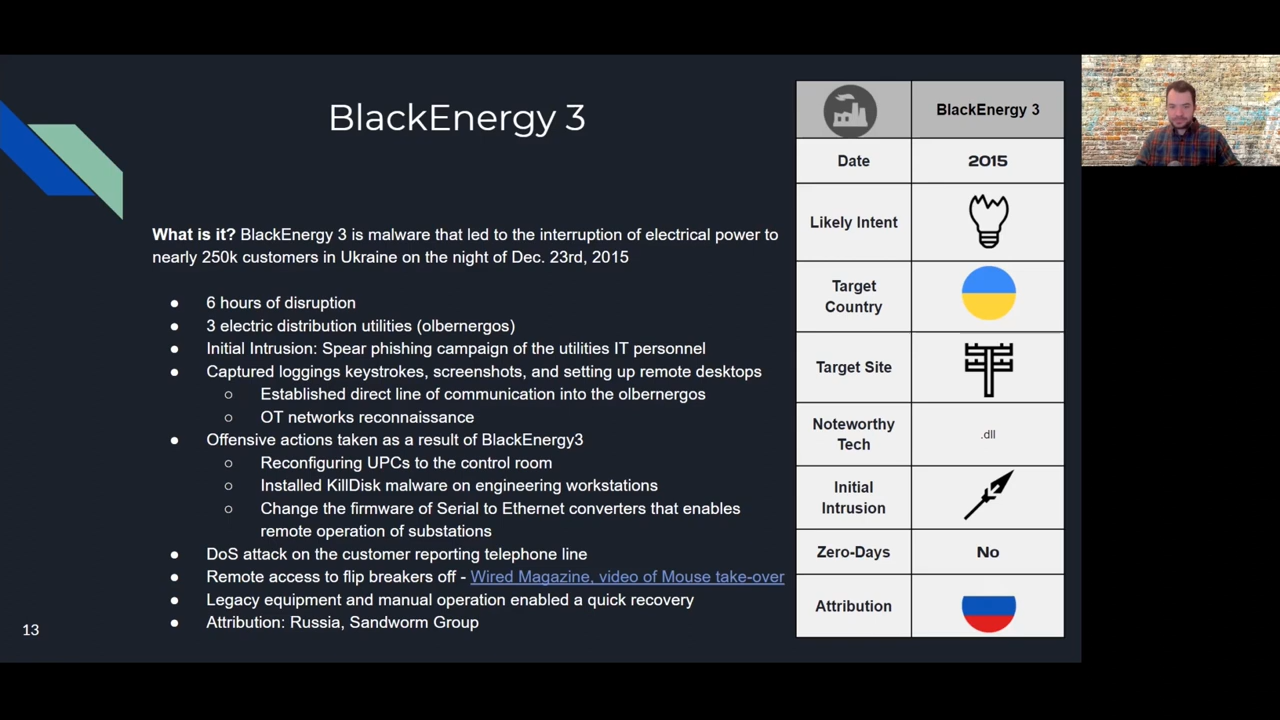 BlackEnergy 3
What is it? BlackEnergy 3 is malware that led to the interruption of electrical power to
nearly 250k customers in Ukraine on the night of Dec. 23rd, 2015
● 6 hours of disruption
● 3 electric distribution utilities (olbernergos)
● Initial Intrusion: Spear phishing campaign of the utilities IT personnel
● Captured loggings keystrokes, screenshots, and setting up remote desktops
○ Established direct line of communication into the olbernergos
○ OT networks reconnaissance
● Offensive actions taken as a result of BlackEnergy3
○ Reconfiguring UPCs to the control room
○ Installed KillDisk malware on engineering workstations
○ Change the firmware of Serial to Ethernet converters that enables
remote operation of substations
● DoS attack on the customer reporting telephone line
● Remote access to flip breakers off - Wired Magazine, video of Mouse take-over
● Legacy equipment and manual operation enabled a quick recovery
● Attribution: Russia, Sandworm Group
13
BlackEnergy 3
Date 2015
Likely Intent
Target
Country
Target Site
Noteworthy
Tech
.dll
Initial
Intrusion
Zero-Days No
Attribution